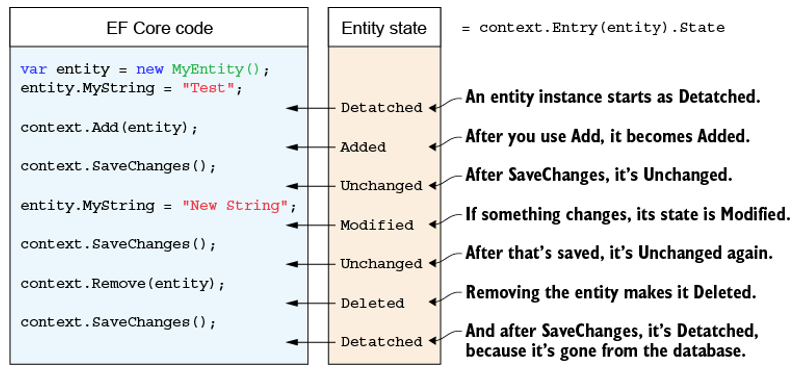 EF Core code
Entity state
= context.Entry(entity).State
var entity = new MyEntity();
entity.MyString = "Test";
Detatched
An entity instance starts as Detatched.
context.Add(entity);
Added
After you use Add, it becomes Added.
context.SaveChanges();
Unchanged
After SaveChanges, it's Unchanged.
entity.MyString = "New String";
Modified
If something changes, its state is Modified.
context.SaveChanges();
Unchanged
After that's saved, it's Unchanged again.
context.Remove(entity);
Deleted
Removing the entity makes it Deleted.
context.SaveChanges();
Detatched
And after SaveChanges, it's Detatched,
because it's gone from the database.